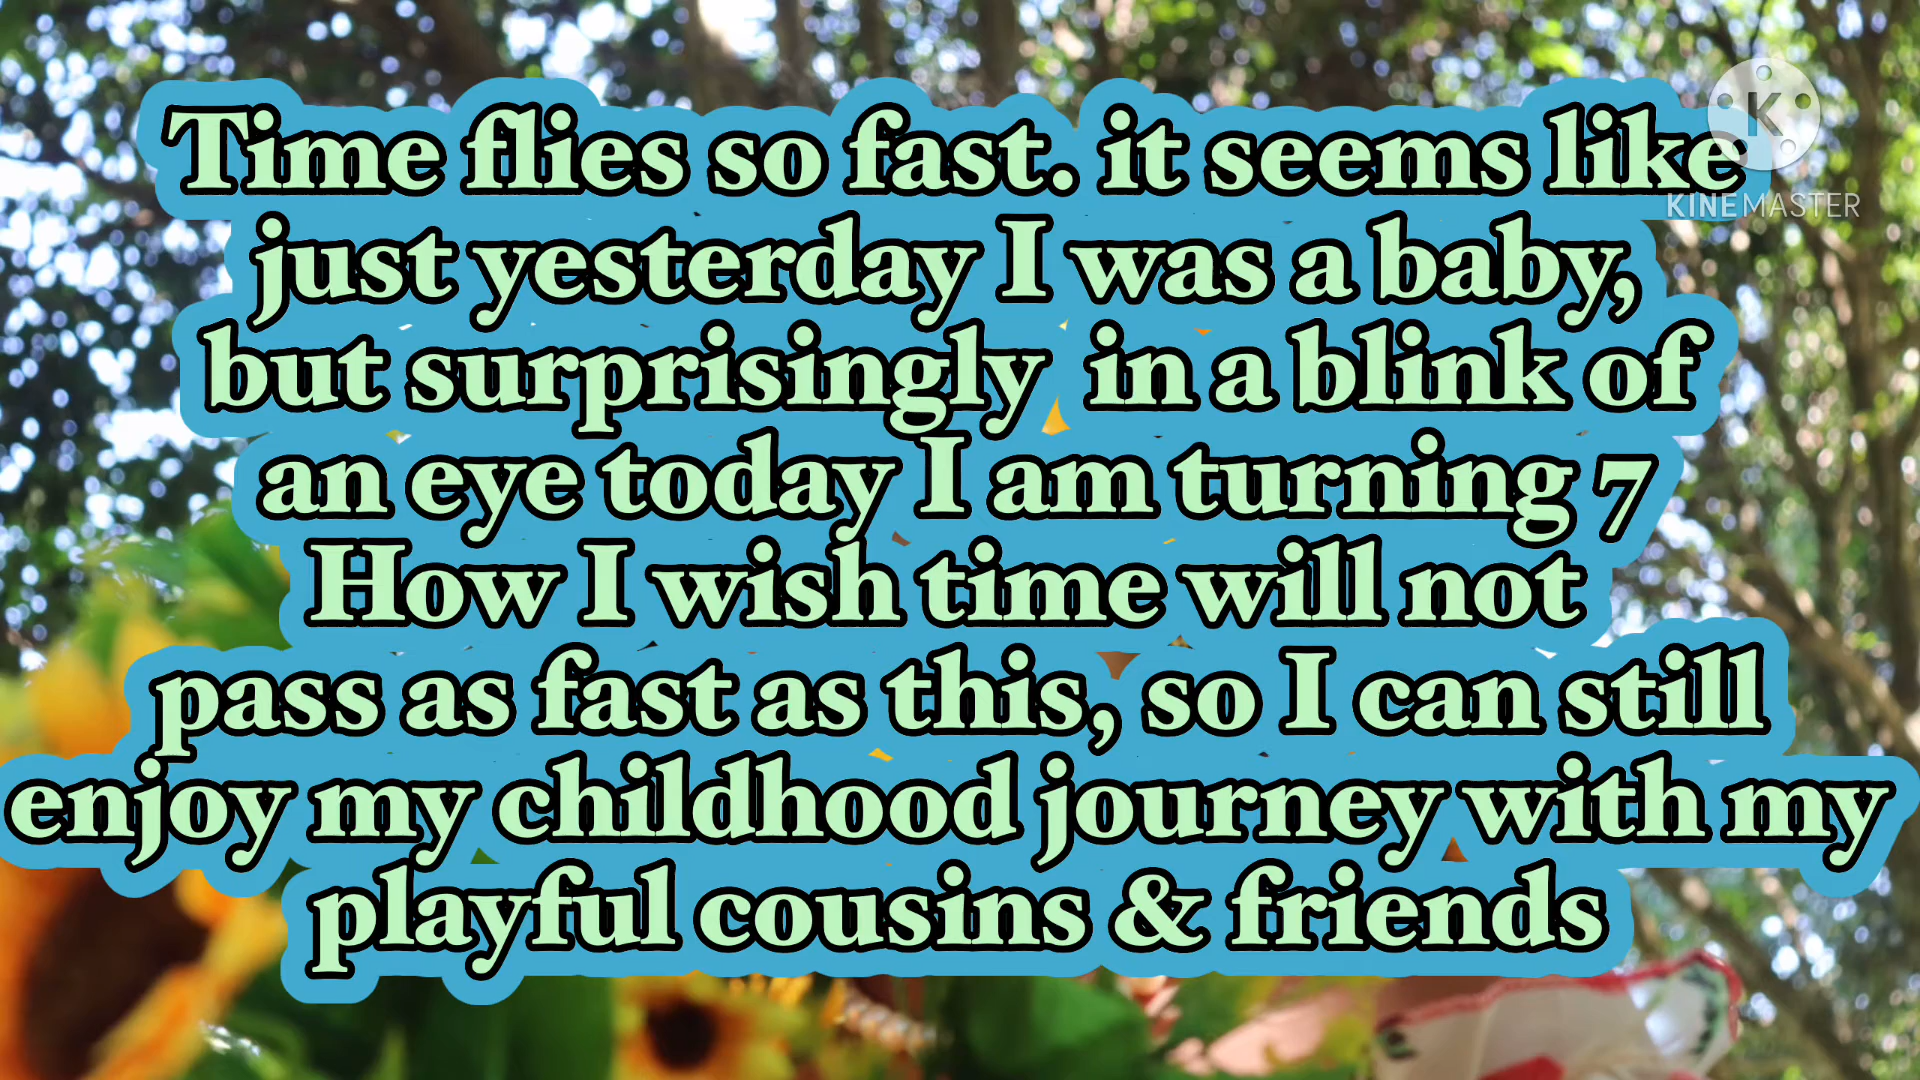 Time flies so fast. it seems like
just yesterday I was a baby,
but surprisingly  in a blink of
an eye today I am turning 7
How I wish time will not
pass as fast as this, so I can still
enjoy my childhood journey with my
playful cousins & friends
K
KINEMASTER